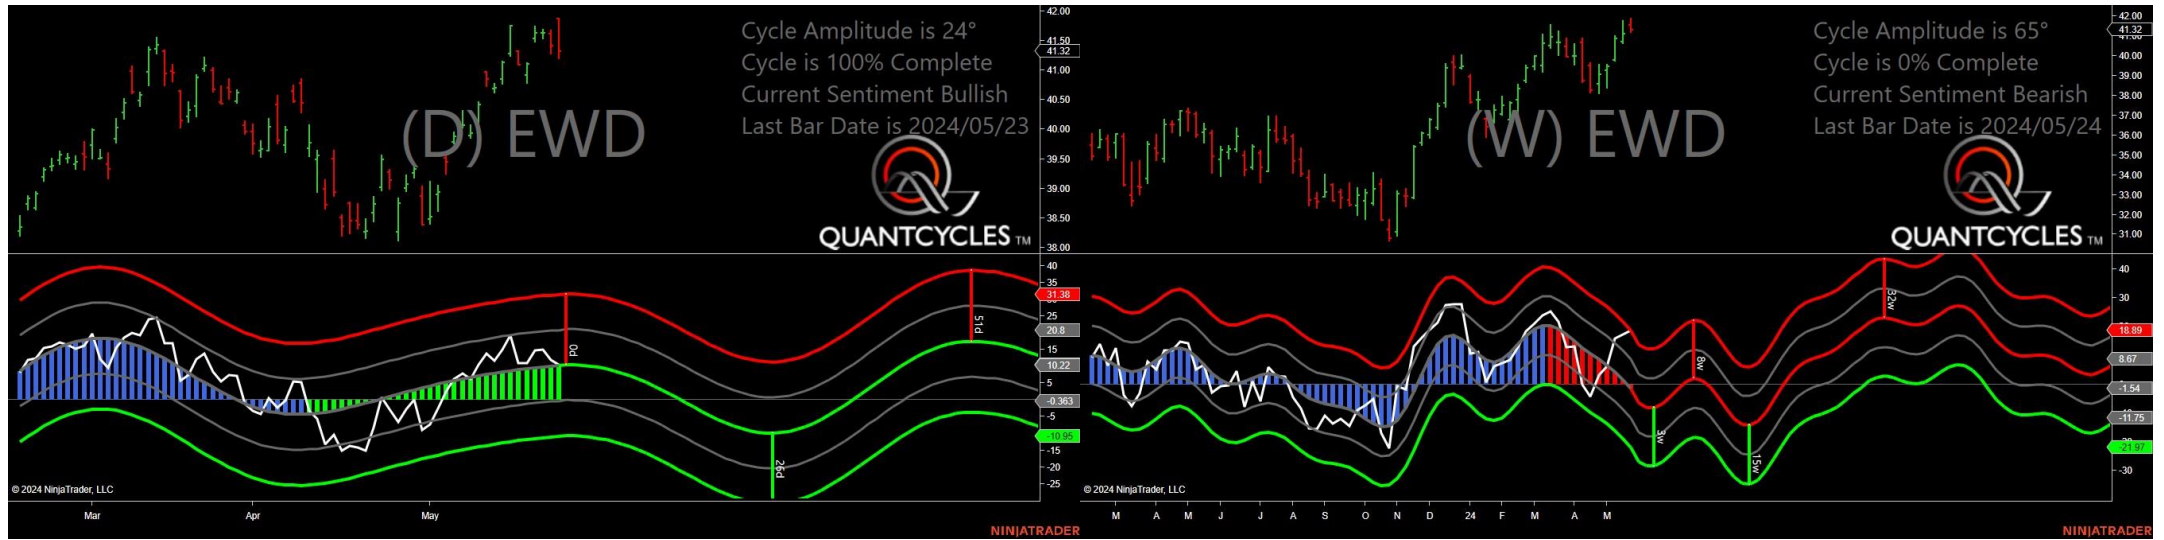 Cycle Amplitude is 24°
Cycle is 100% Complete
Current Sentiment Bullish
Last Bar Date is 2024/05/23
(D) EWD
QUANTCYCLES TM
42.00
41.50
41.32
41.00
40.50
40.00
39.50
39.00
38.50
38.00
40
35
31.38
25
20.8
15
10.22
5
-0.363
-5
-10.95
-15
-20
-25
0d
26d
51d
© 2024 NinjaTrader, LLC
Mar Apr May
NINJATRADER
Cycle Amplitude is 65°
Cycle is 0% Complete
Current Sentiment Bearish
Last Bar Date is 2024/05/24
(W) EWD
QUANTCYCLES TM
42.00
41.32
40.00
39.00
38.00
37.00
36.00
35.00
34.00
33.00
32.00
31.00
40
30
18.89
8.67
-1.54
-11.75
-21.97
-30
3w
8w
15w
32w
© 2024 NinjaTrader, LLC
M A M J J A S O N D 24 F M A M
NINJATRADER